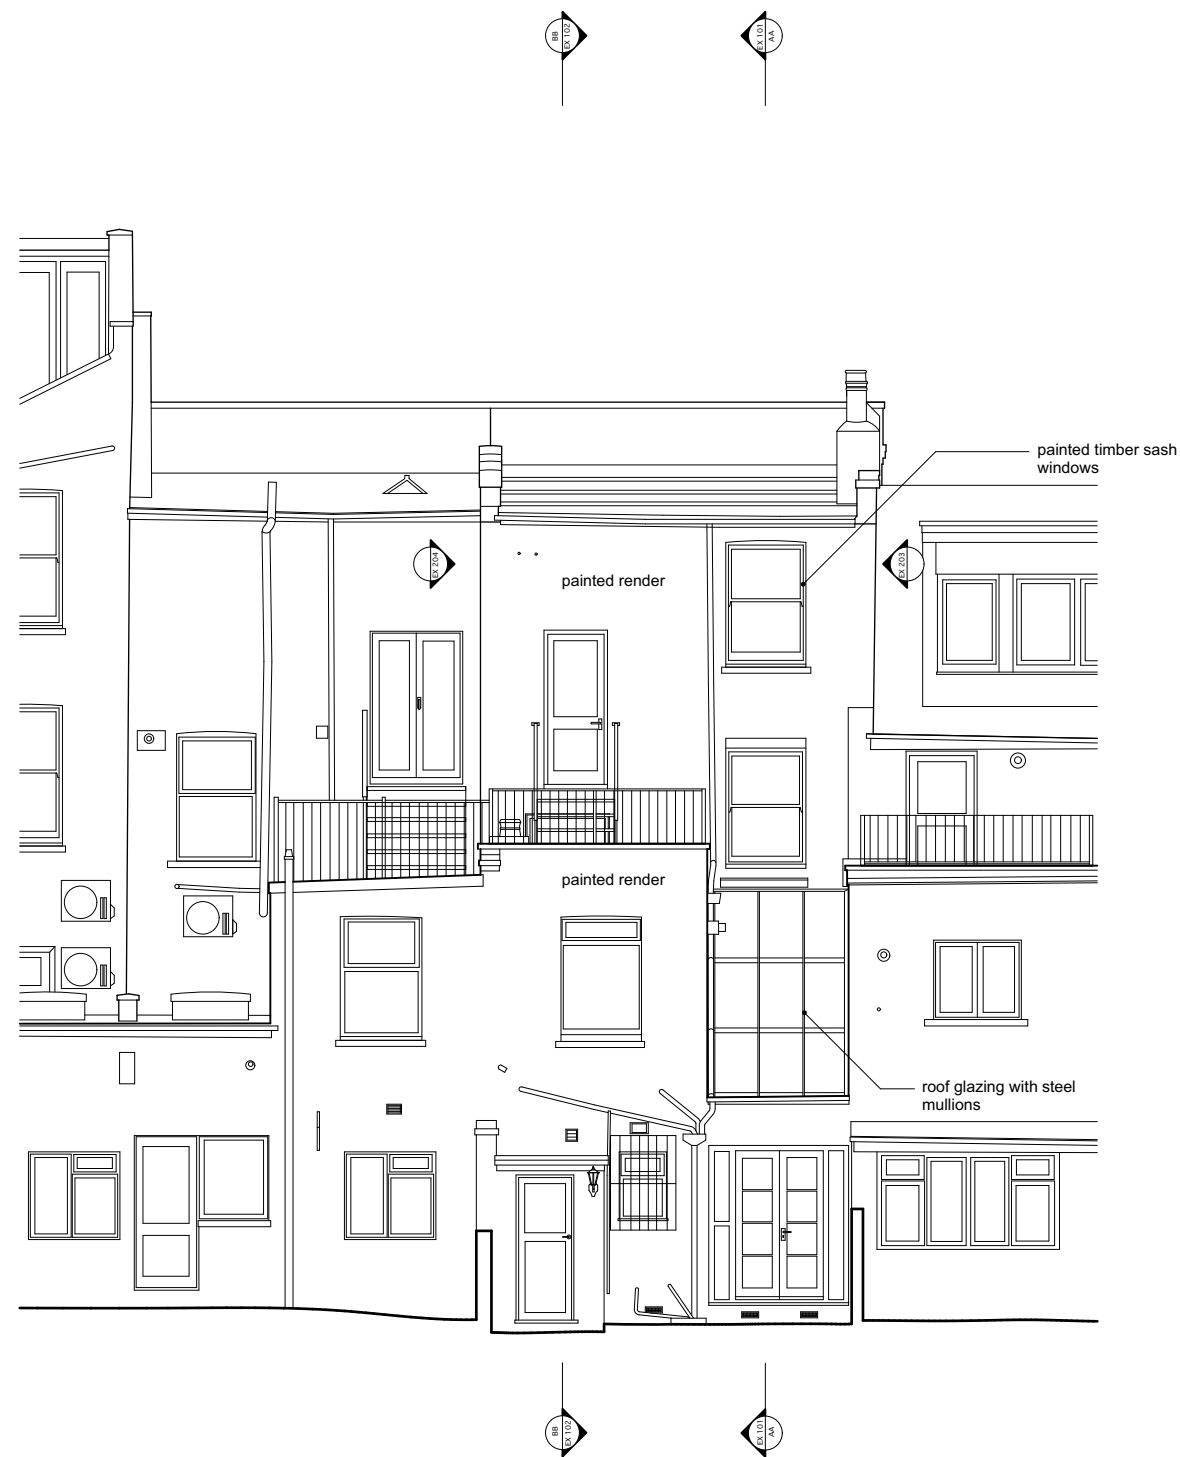 BB
EX 102
EX 101
AA
painted timber sash
windows
EX 204
painted render
EX 203
painted render
roof glazing with steel
mullions
BB
EX 102
EX 101
AA